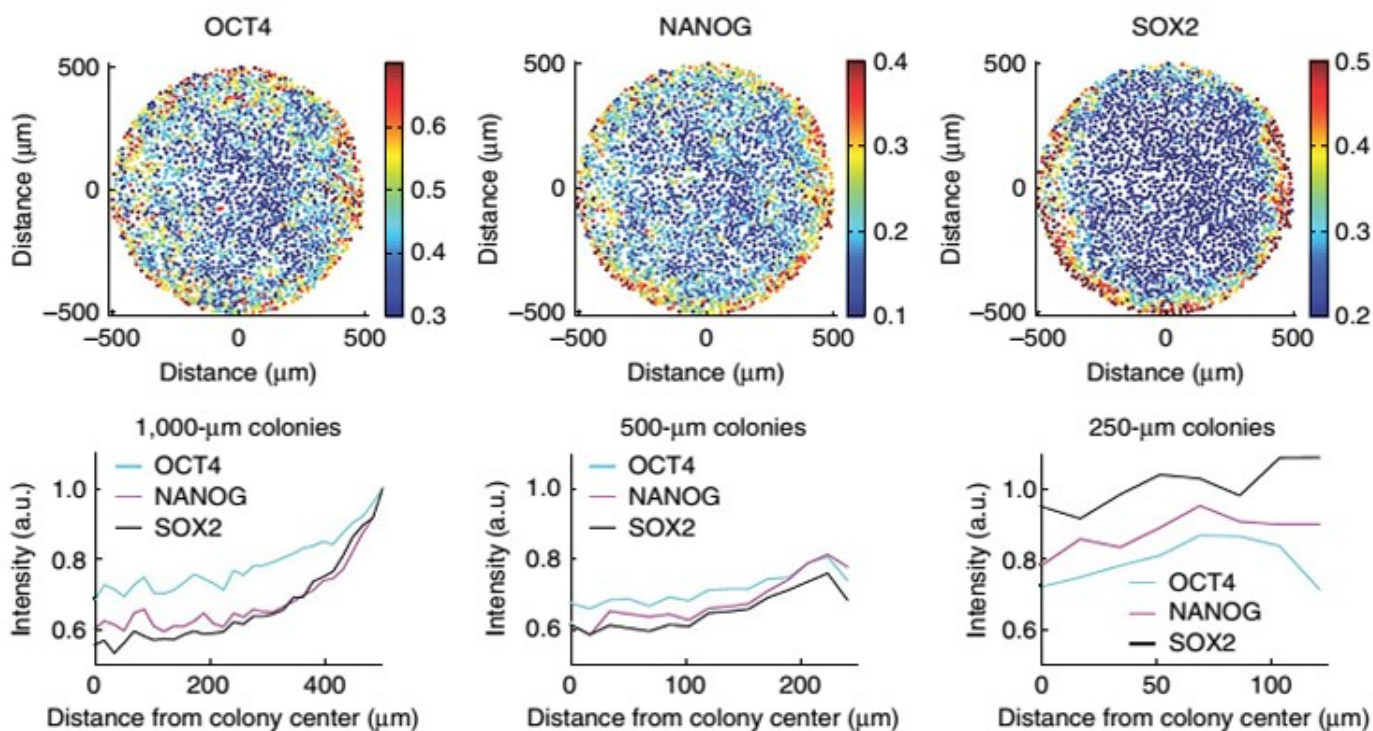 OCT4
NANOG
SOX2
500
0
–500
Distance (μm)
–500
0
500
Distance (μm)
0.6
0.5
0.4
0.3
500
0
–500
Distance (μm)
–500
0
500
Distance (μm)
0.4
0.3
0.2
0.1
500
0
–500
Distance (μm)
–500
0
500
Distance (μm)
0.5
0.4
0.3
0.2
1,000-μm colonies
OCT4
NANOG
SOX2
Intensity (a.u.)
1.0
0.8
0.6
0
200
400
Distance from colony center (μm)
500-μm colonies
OCT4
NANOG
SOX2
Intensity (a.u.)
1.0
0.8
0.6
0
100
200
Distance from colony center (μm)
250-μm colonies
OCT4
NANOG
SOX2
Intensity (a.u.)
1.0
0.8
0.6
0
50
100
Distance from colony center (μm)